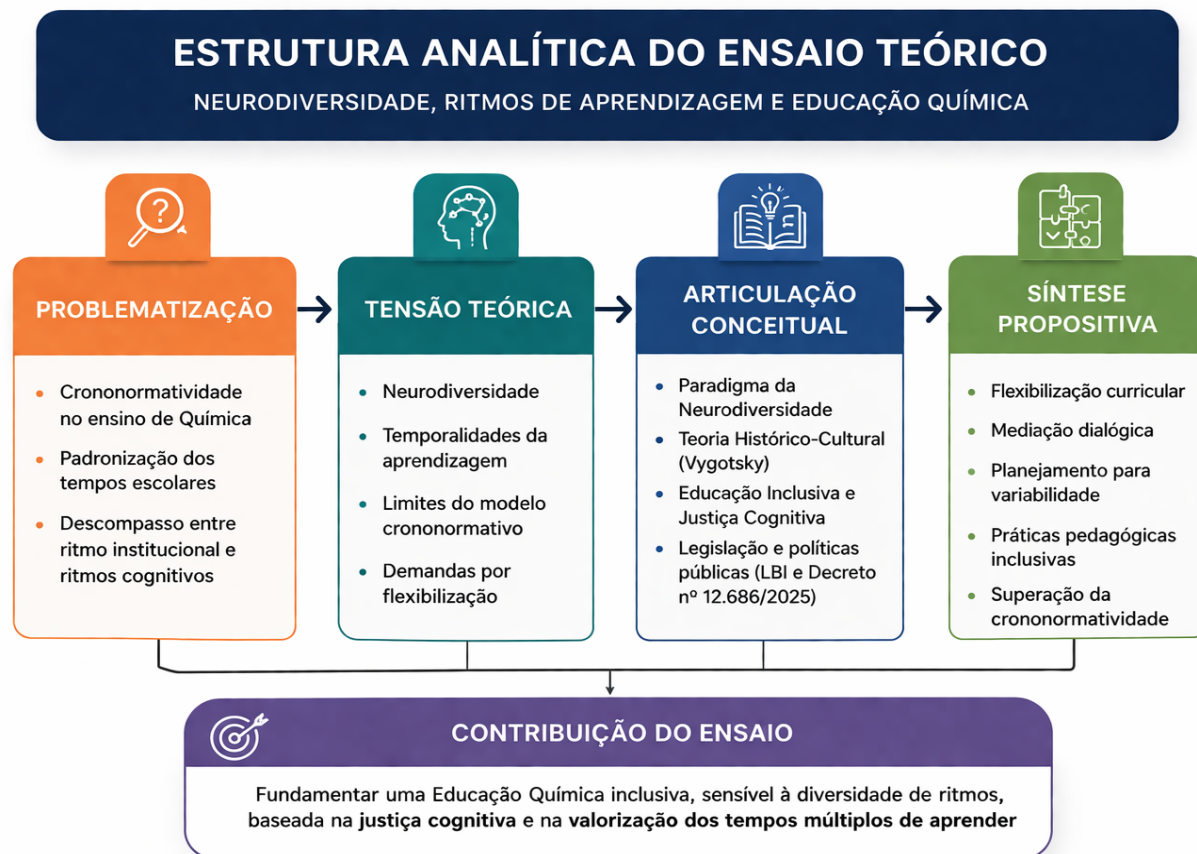 ESTRUTURA ANALÍTICA DO ENSAIO TEÓRICO
NEURODIVERSIDADE, RITMOS DE APRENDIZAGEM E EDUCAÇÃO QUÍMICA
?
PROBLEMATIZAÇÃO
• Crononormatividade
no ensino de Química
• Padronização dos
tempos escolares
• Descompasso entre
ritmo institucional e
ritmos cognitivos
TENSÃO TEÓRICA
• Neurodiversidade
• Temporalidades da
aprendizagem
• Limites do modelo
crononormativo
• Demandas por
flexibilização
ARTICULAÇÃO
CONCEITUAL
• Paradigma da
Neurodiversidade
• Teoria Histórico-Cultural
(Vygotsky)
• Educação Inclusiva e
Justiça Cognitiva
• Legislação e políticas
públicas (LBI e Decreto
nº 12.686/2025)
SÍNTESE
PROPOSITIVA
• Flexibilização curricular
• Mediação dialógica
• Planejamento para
variabilidade
• Práticas pedagógicas
inclusivas
• Superação da
crononormatividade
CONTRIBUIÇÃO DO ENSAIO
Fundamentar uma Educação Química inclusiva, sensível à diversidade de ritmos,
baseada na justiça cognitiva e na valorização dos tempos múltiplos de aprender